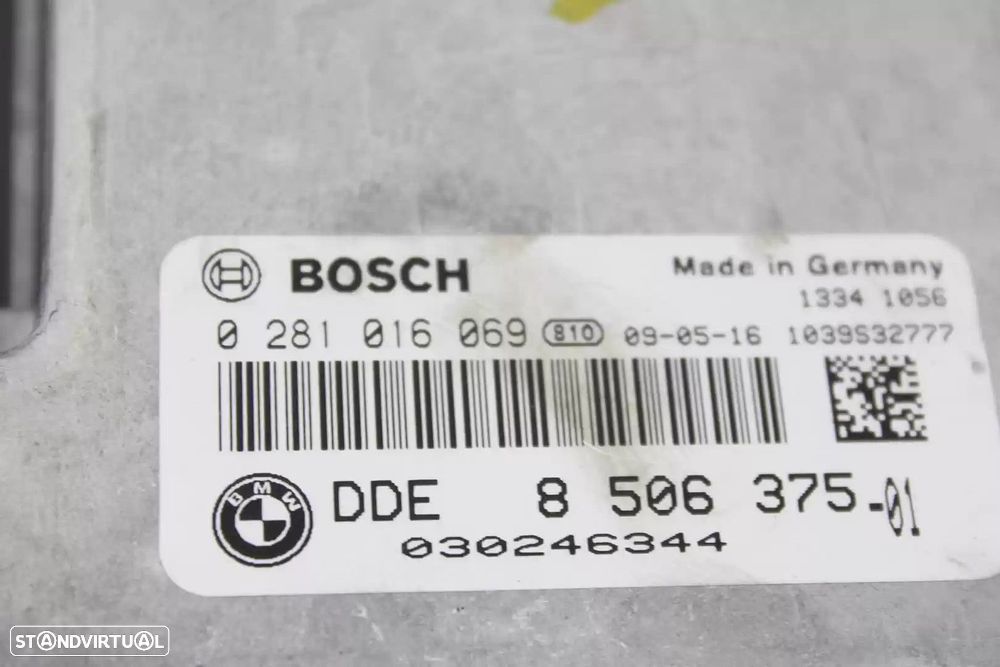 BOSCH
Made in Germany
1334 1056
0 281 016 069 810 09-05-16 1039S32777
BMW
DDE 8 506 375-01
030246344
STANDVIRTUAL